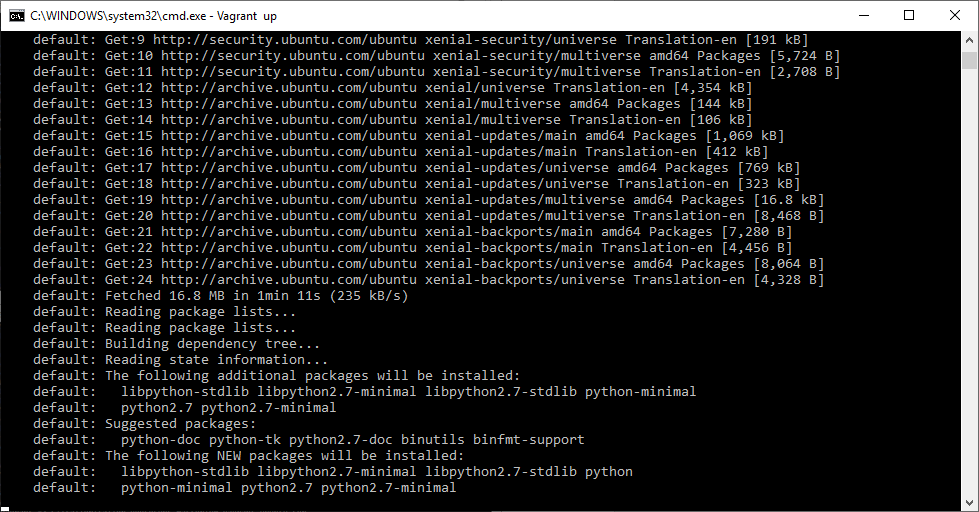 C:\WINDOWS\system32\cmd.exe - Vagrant  up
default: Get:9 http://security.ubuntu.com/ubuntu xenial-security/universe Translation-en [191 kB]
default: Get:10 http://security.ubuntu.com/ubuntu xenial-security/multiverse amd64 Packages [5,724 B]
default: Get:11 http://security.ubuntu.com/ubuntu xenial-security/multiverse Translation-en [2,708 B]
default: Get:12 http://archive.ubuntu.com/ubuntu xenial/universe Translation-en [4,354 kB]
default: Get:13 http://archive.ubuntu.com/ubuntu xenial/multiverse amd64 Packages [144 kB]
default: Get:14 http://archive.ubuntu.com/ubuntu xenial/multiverse Translation-en [106 kB]
default: Get:15 http://archive.ubuntu.com/ubuntu xenial-updates/main amd64 Packages [1,069 kB]
default: Get:16 http://archive.ubuntu.com/ubuntu xenial-updates/main Translation-en [412 kB]
default: Get:17 http://archive.ubuntu.com/ubuntu xenial-updates/universe amd64 Packages [769 kB]
default: Get:18 http://archive.ubuntu.com/ubuntu xenial-updates/universe Translation-en [323 kB]
default: Get:19 http://archive.ubuntu.com/ubuntu xenial-updates/multiverse amd64 Packages [16.8 kB]
default: Get:20 http://archive.ubuntu.com/ubuntu xenial-updates/multiverse Translation-en [8,468 B]
default: Get:21 http://archive.ubuntu.com/ubuntu xenial-backports/main amd64 Packages [7,280 B]
default: Get:22 http://archive.ubuntu.com/ubuntu xenial-backports/main Translation-en [4,456 B]
default: Get:23 http://archive.ubuntu.com/ubuntu xenial-backports/universe amd64 Packages [8,064 B]
default: Get:24 http://archive.ubuntu.com/ubuntu xenial-backports/universe Translation-en [4,328 B]
default: Fetched 16.8 MB in 1min 11s (235 kB/s)
default: Reading package lists...
default: Reading package lists...
default: Building dependency tree...
default: Reading state information...
default: The following additional packages will be installed:
default:   libpython-stdlib libpython2.7-minimal libpython2.7-stdlib python-minimal
default:   python2.7 python2.7-minimal
default: Suggested packages:
default:   python-doc python-tk python2.7-doc binutils binfmt-support
default: The following NEW packages will be installed:
default:   libpython-stdlib libpython2.7-minimal libpython2.7-stdlib python
default:   python-minimal python2.7 python2.7-minimal